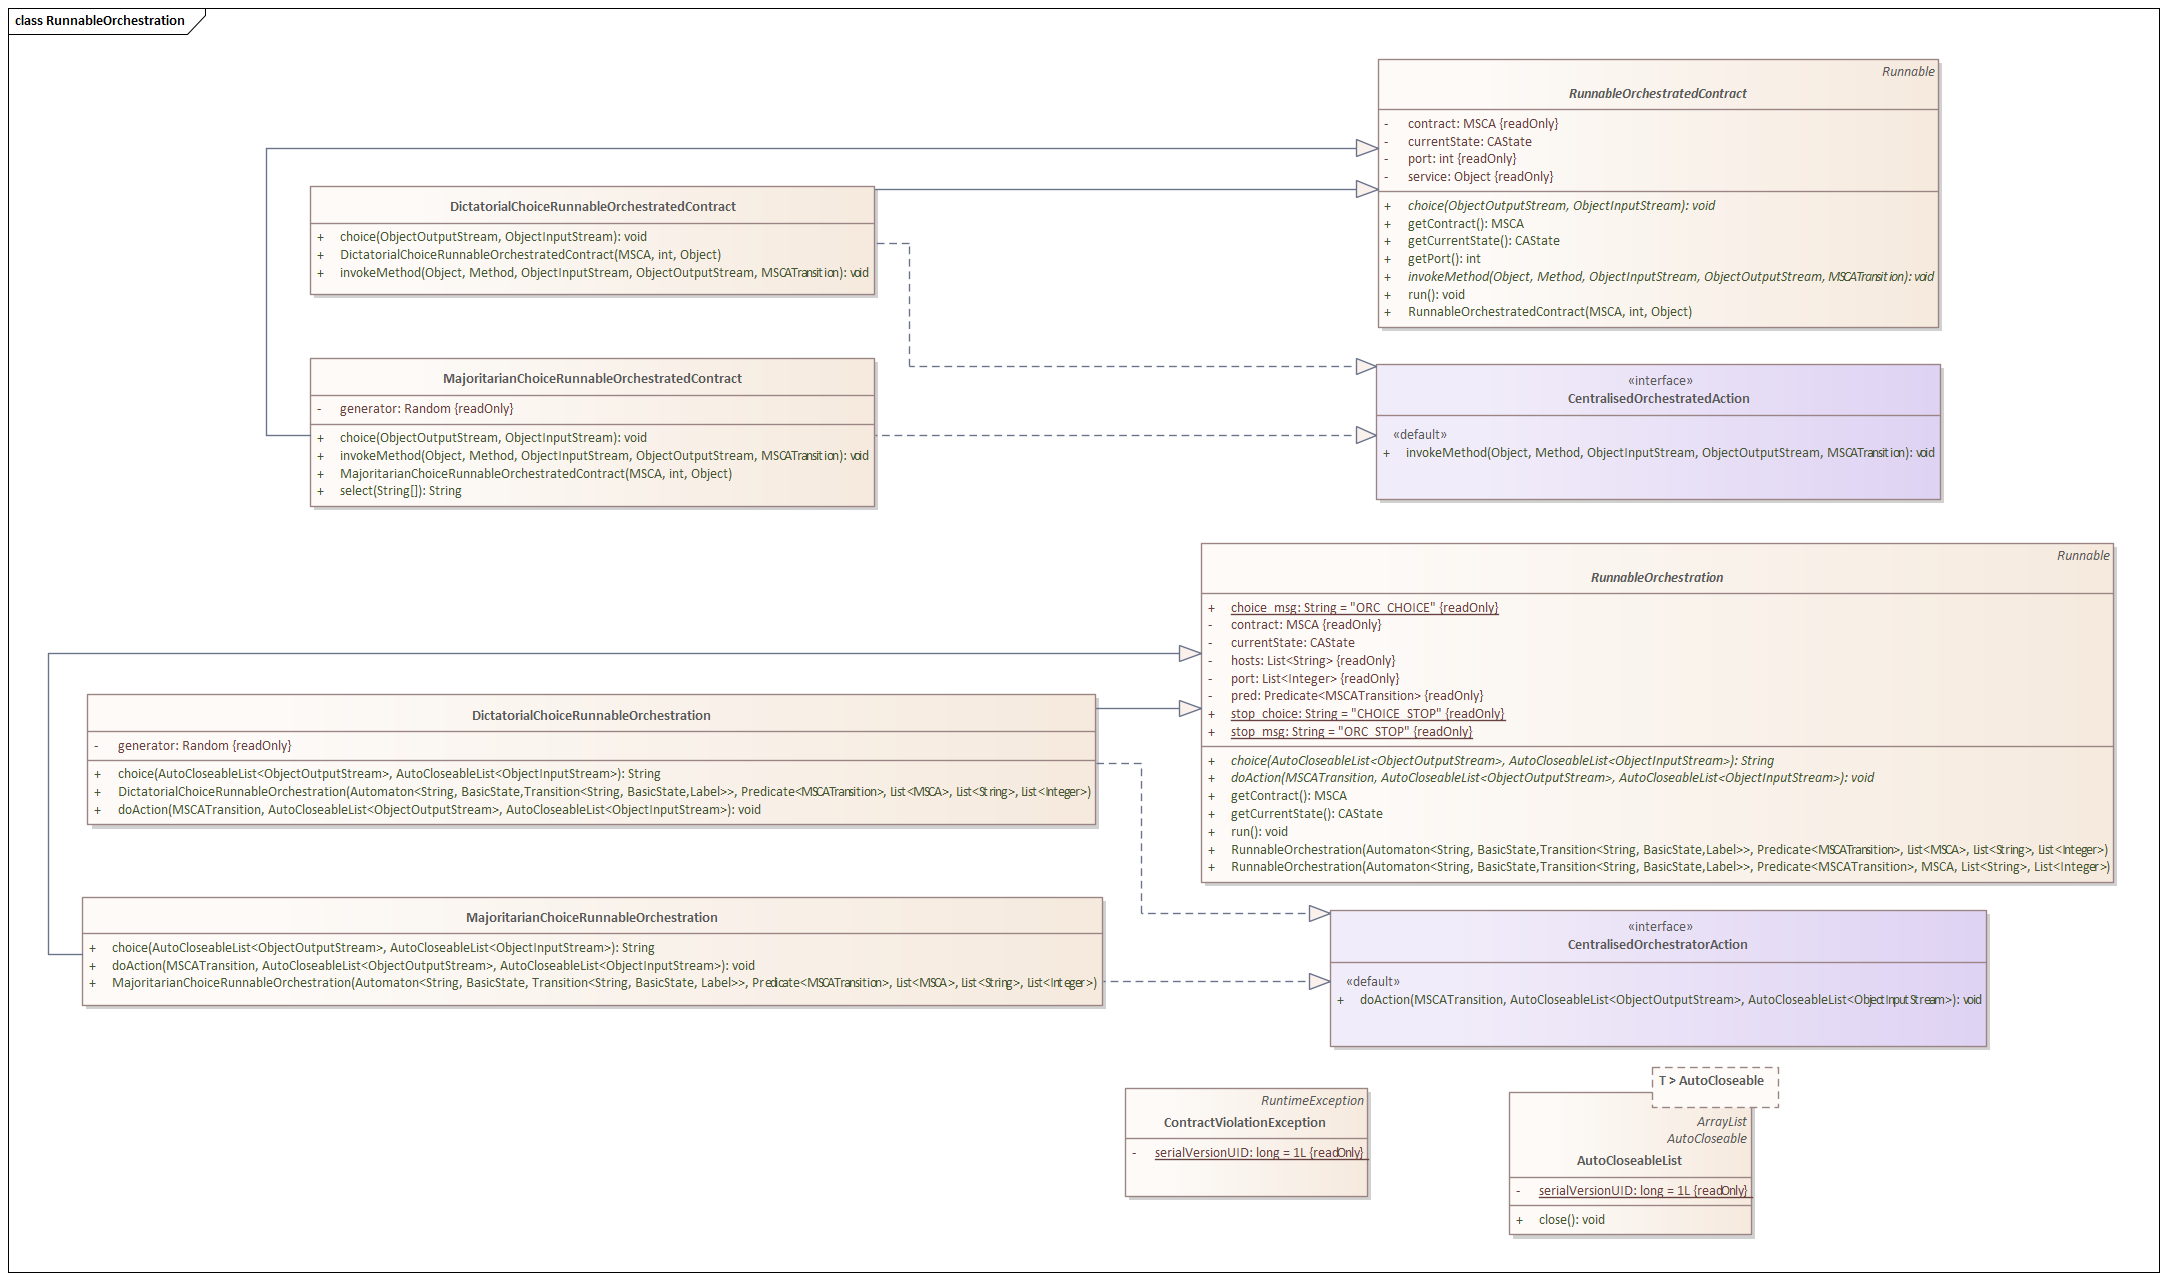 class RunnableOrchestration
Runnable
RunnableOrchestratedContract
- contract: MSCA {readOnly}
- currentState: CAState
- port: int {readOnly}
- service: Object {readOnly}
+ choice(ObjectOutputStream, ObjectInputStream): void
+ getContract(): MSCA
+ getCurrentState(): CAState
+ getPort(): int
+ invokeMethod(Object, Method, ObjectInputStream, ObjectOutputStream, MSCATransition): void
+ run(): void
+ RunnableOrchestratedContract(MSCA, int, Object)
DictatorialChoiceRunnableOrchestratedContract
+ choice(ObjectOutputStream, ObjectInputStream): void
+ DictatorialChoiceRunnableOrchestratedContract(MSCA, int, Object)
+ invokeMethod(Object, Method, ObjectInputStream, ObjectOutputStream, MSCATransition): void
MajoritarianChoiceRunnableOrchestratedContract
- generator: Random {readOnly}
+ choice(ObjectOutputStream, ObjectInputStream): void
+ invokeMethod(Object, Method, ObjectInputStream, ObjectOutputStream, MSCATransition): void
+ MajoritarianChoiceRunnableOrchestratedContract(MSCA, int, Object)
+ select(String[]): String
«interface»
CentralisedOrchestratedAction
«default»
+ invokeMethod(Object, Method, ObjectInputStream, ObjectOutputStream, MSCATransition): void
Runnable
RunnableOrchestration
+ choice_msg: String = "ORC_CHOICE" {readOnly}
- contract: MSCA {readOnly}
- currentState: CAState
- hosts: List<String> {readOnly}
- port: List<Integer> {readOnly}
- pred: Predicate<MSCATransition> {readOnly}
+ stop_choice: String = "CHOICE_STOP" {readOnly}
+ stop_msg: String = "ORC_STOP" {readOnly}
+ choice(AutoCloseableList<ObjectOutputStream>, AutoCloseableList<ObjectInputStream>): String
+ doAction(MSCATransition, AutoCloseableList<ObjectOutputStream>, AutoCloseableList<ObjectInputStream>): void
+ getContract(): MSCA
+ getCurrentState(): CAState
+ run(): void
+ RunnableOrchestration(Automaton<String, BasicState,Transition<String, BasicState,Label>>, Predicate<MSCATransition>, List<MSCA>, List<String>, List<Integer>)
+ RunnableOrchestration(Automaton<String, BasicState,Transition<String, BasicState,Label>>, Predicate<MSCATransition>, MSCA, List<String>, List<Integer>)
DictatorialChoiceRunnableOrchestration
- generator: Random {readOnly}
+ choice(AutoCloseableList<ObjectOutputStream>, AutoCloseableList<ObjectInputStream>): String
+ DictatorialChoiceRunnableOrchestration(Automaton<String, BasicState,Transition<String, BasicState,Label>>, Predicate<MSCATransition>, List<MSCA>, List<String>, List<Integer>)
+ doAction(MSCATransition, AutoCloseableList<ObjectOutputStream>, AutoCloseableList<ObjectInputStream>): void
MajoritarianChoiceRunnableOrchestration
+ choice(AutoCloseableList<ObjectOutputStream>, AutoCloseableList<ObjectInputStream>): String
+ doAction(MSCATransition, AutoCloseableList<ObjectOutputStream>, AutoCloseableList<ObjectInputStream>): void
+ MajoritarianChoiceRunnableOrchestration(Automaton<String, BasicState, Transition<String, BasicState, Label>>, Predicate<MSCATransition>, List<MSCA>, List<String>, List<Integer>)
«interface»
CentralisedOrchestratorAction
«default»
+ doAction(MSCATransition, AutoCloseableList<ObjectOutputStream>, AutoCloseableList<ObjectInputStream>): void
RuntimeException
ContractViolationException
- serialVersionUID: long = 1L {readOnly}
T > AutoCloseable
ArrayList
AutoCloseable
AutoCloseableList
- serialVersionUID: long = 1L {readOnly}
+ close(): void